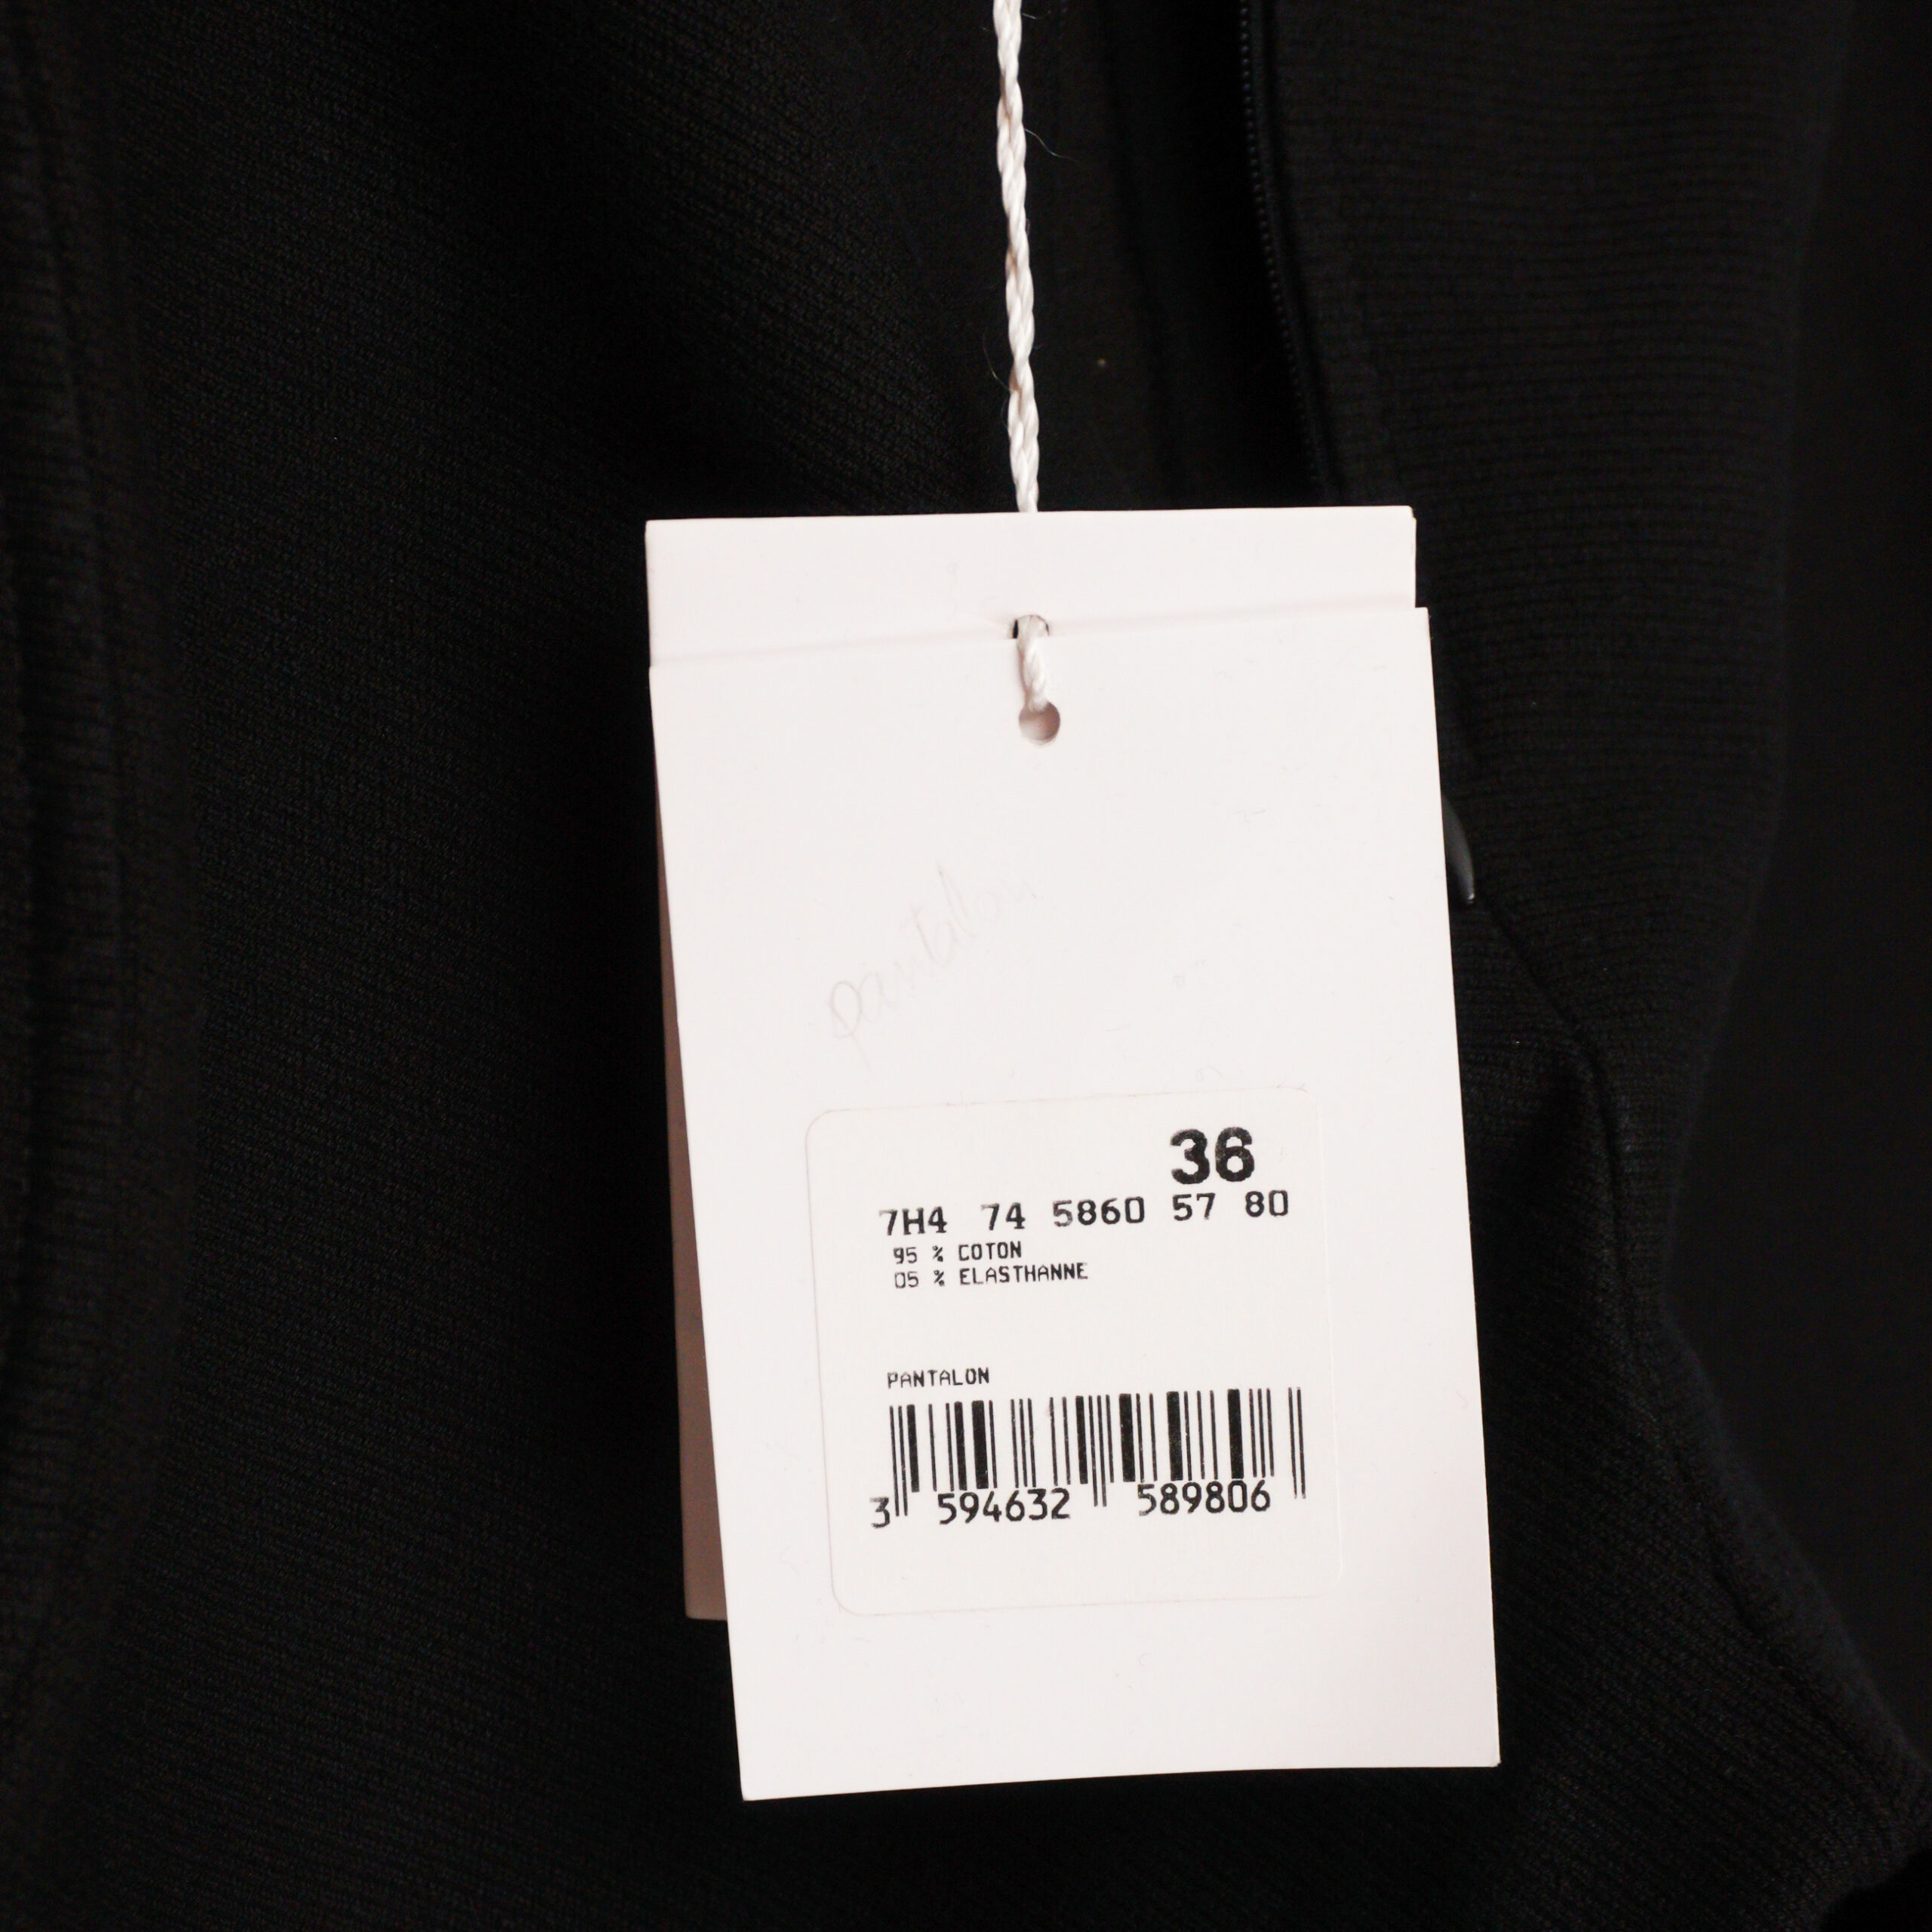 pantalon
36
7H4 74 5860 57 80
95 % COTON
05 % ELASTHANNE
PANTALON
3 594632 589806